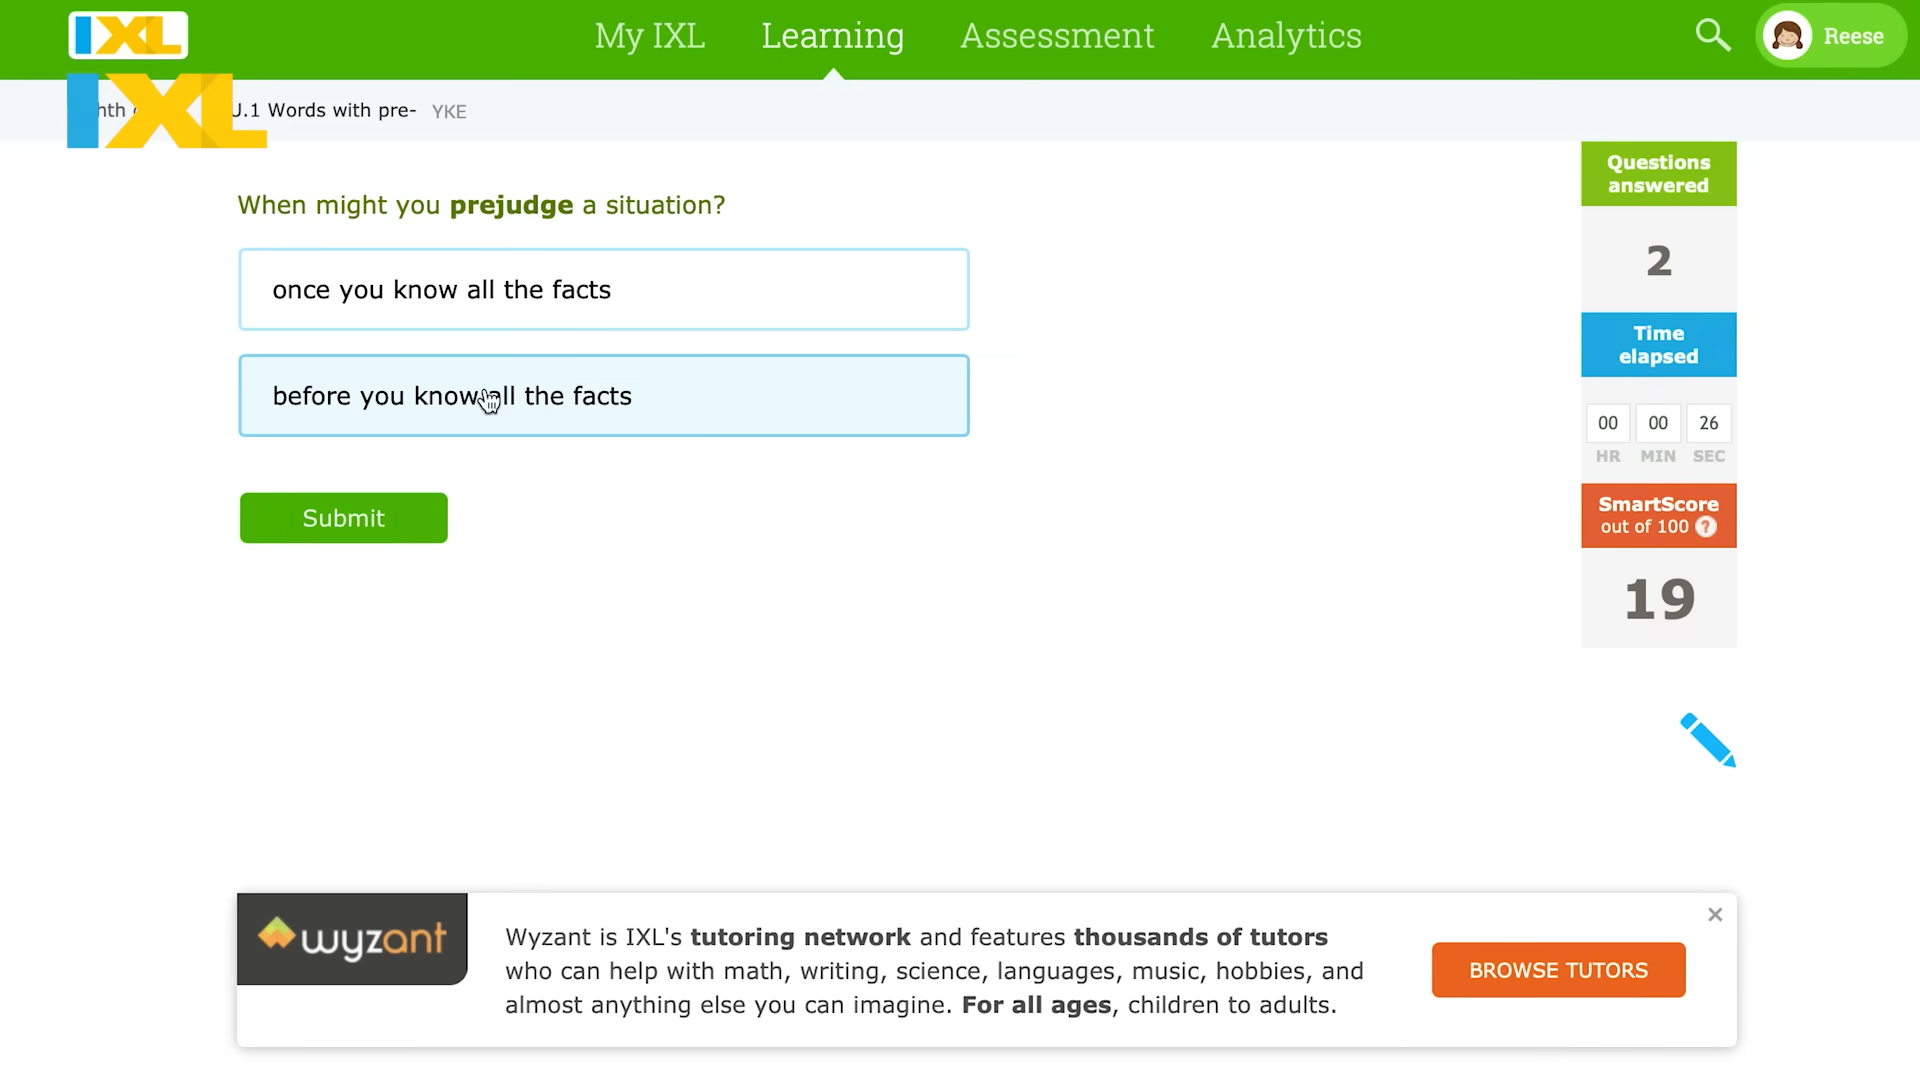 IXL
My IXL
Learning
Assessment
Analytics
Reese
IXL
J.1 Words with pre- YKE
When might you prejudge a situation?
once you know all the facts
before you know all the facts
Submit
Questions
answered
2
Time
elapsed
00 00 26
HR MIN SEC
SmartScore
out of 100 ?
19
wyzant
Wyzant is IXL's tutoring network and features thousands of tutors
who can help with math, writing, science, languages, music, hobbies, and
almost anything else you can imagine. For all ages, children to adults.
BROWSE TUTORS